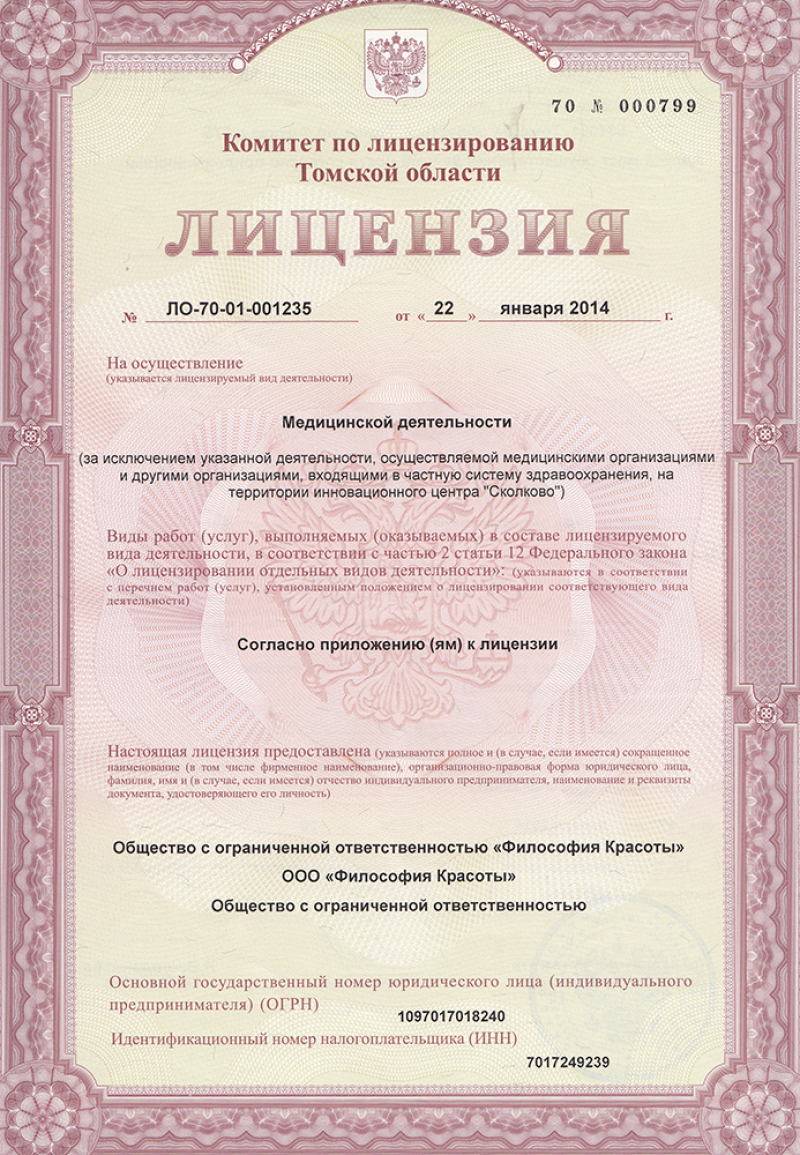 70 № 000799
Комитет по лицензированию
Томской области
ЛИЦЕНЗИЯ
№ ЛО-70-01-001235 от «22» января 2014 г.
На осуществление
(указывается лицензируемый вид деятельности)
Медицинской деятельности
(за исключением указанной деятельности, осуществляемой медицинскими организациями
и другими организациями, входящими в частную систему здравоохранения, на
территории инновационного центра "Сколково")
Виды работ (услуг), выполняемых (оказываемых) в составе лицензируемого
вида деятельности, в соответствии с частью 2 статьи 12 Федерального закона
«О лицензировании отдельных видов деятельности»: (указываются в соответствии
с перечнем работ (услуг), установленным положением о лицензировании соответствующего вида
деятельности)
Согласно приложению (ям) к лицензии
Настоящая лицензия предоставлена (указываются полное и (в случае, если имеется) сокращенное
наименование (в том числе фирменное наименование), организационно-правовая форма юридического лица,
фамилия, имя и (в случае, если имеется) отчество индивидуального предпринимателя, наименование и реквизиты
документа, удостоверяющего его личность)
Общество с ограниченной ответственностью «Философия Красоты»
ООО «Философия Красоты»
Общество с ограниченной ответственностью
Основной государственный номер юридического лица (индивидуального
предпринимателя) (ОГРН)
1097017018240
Идентификационный номер налогоплательщика (ИНН)
7017249239